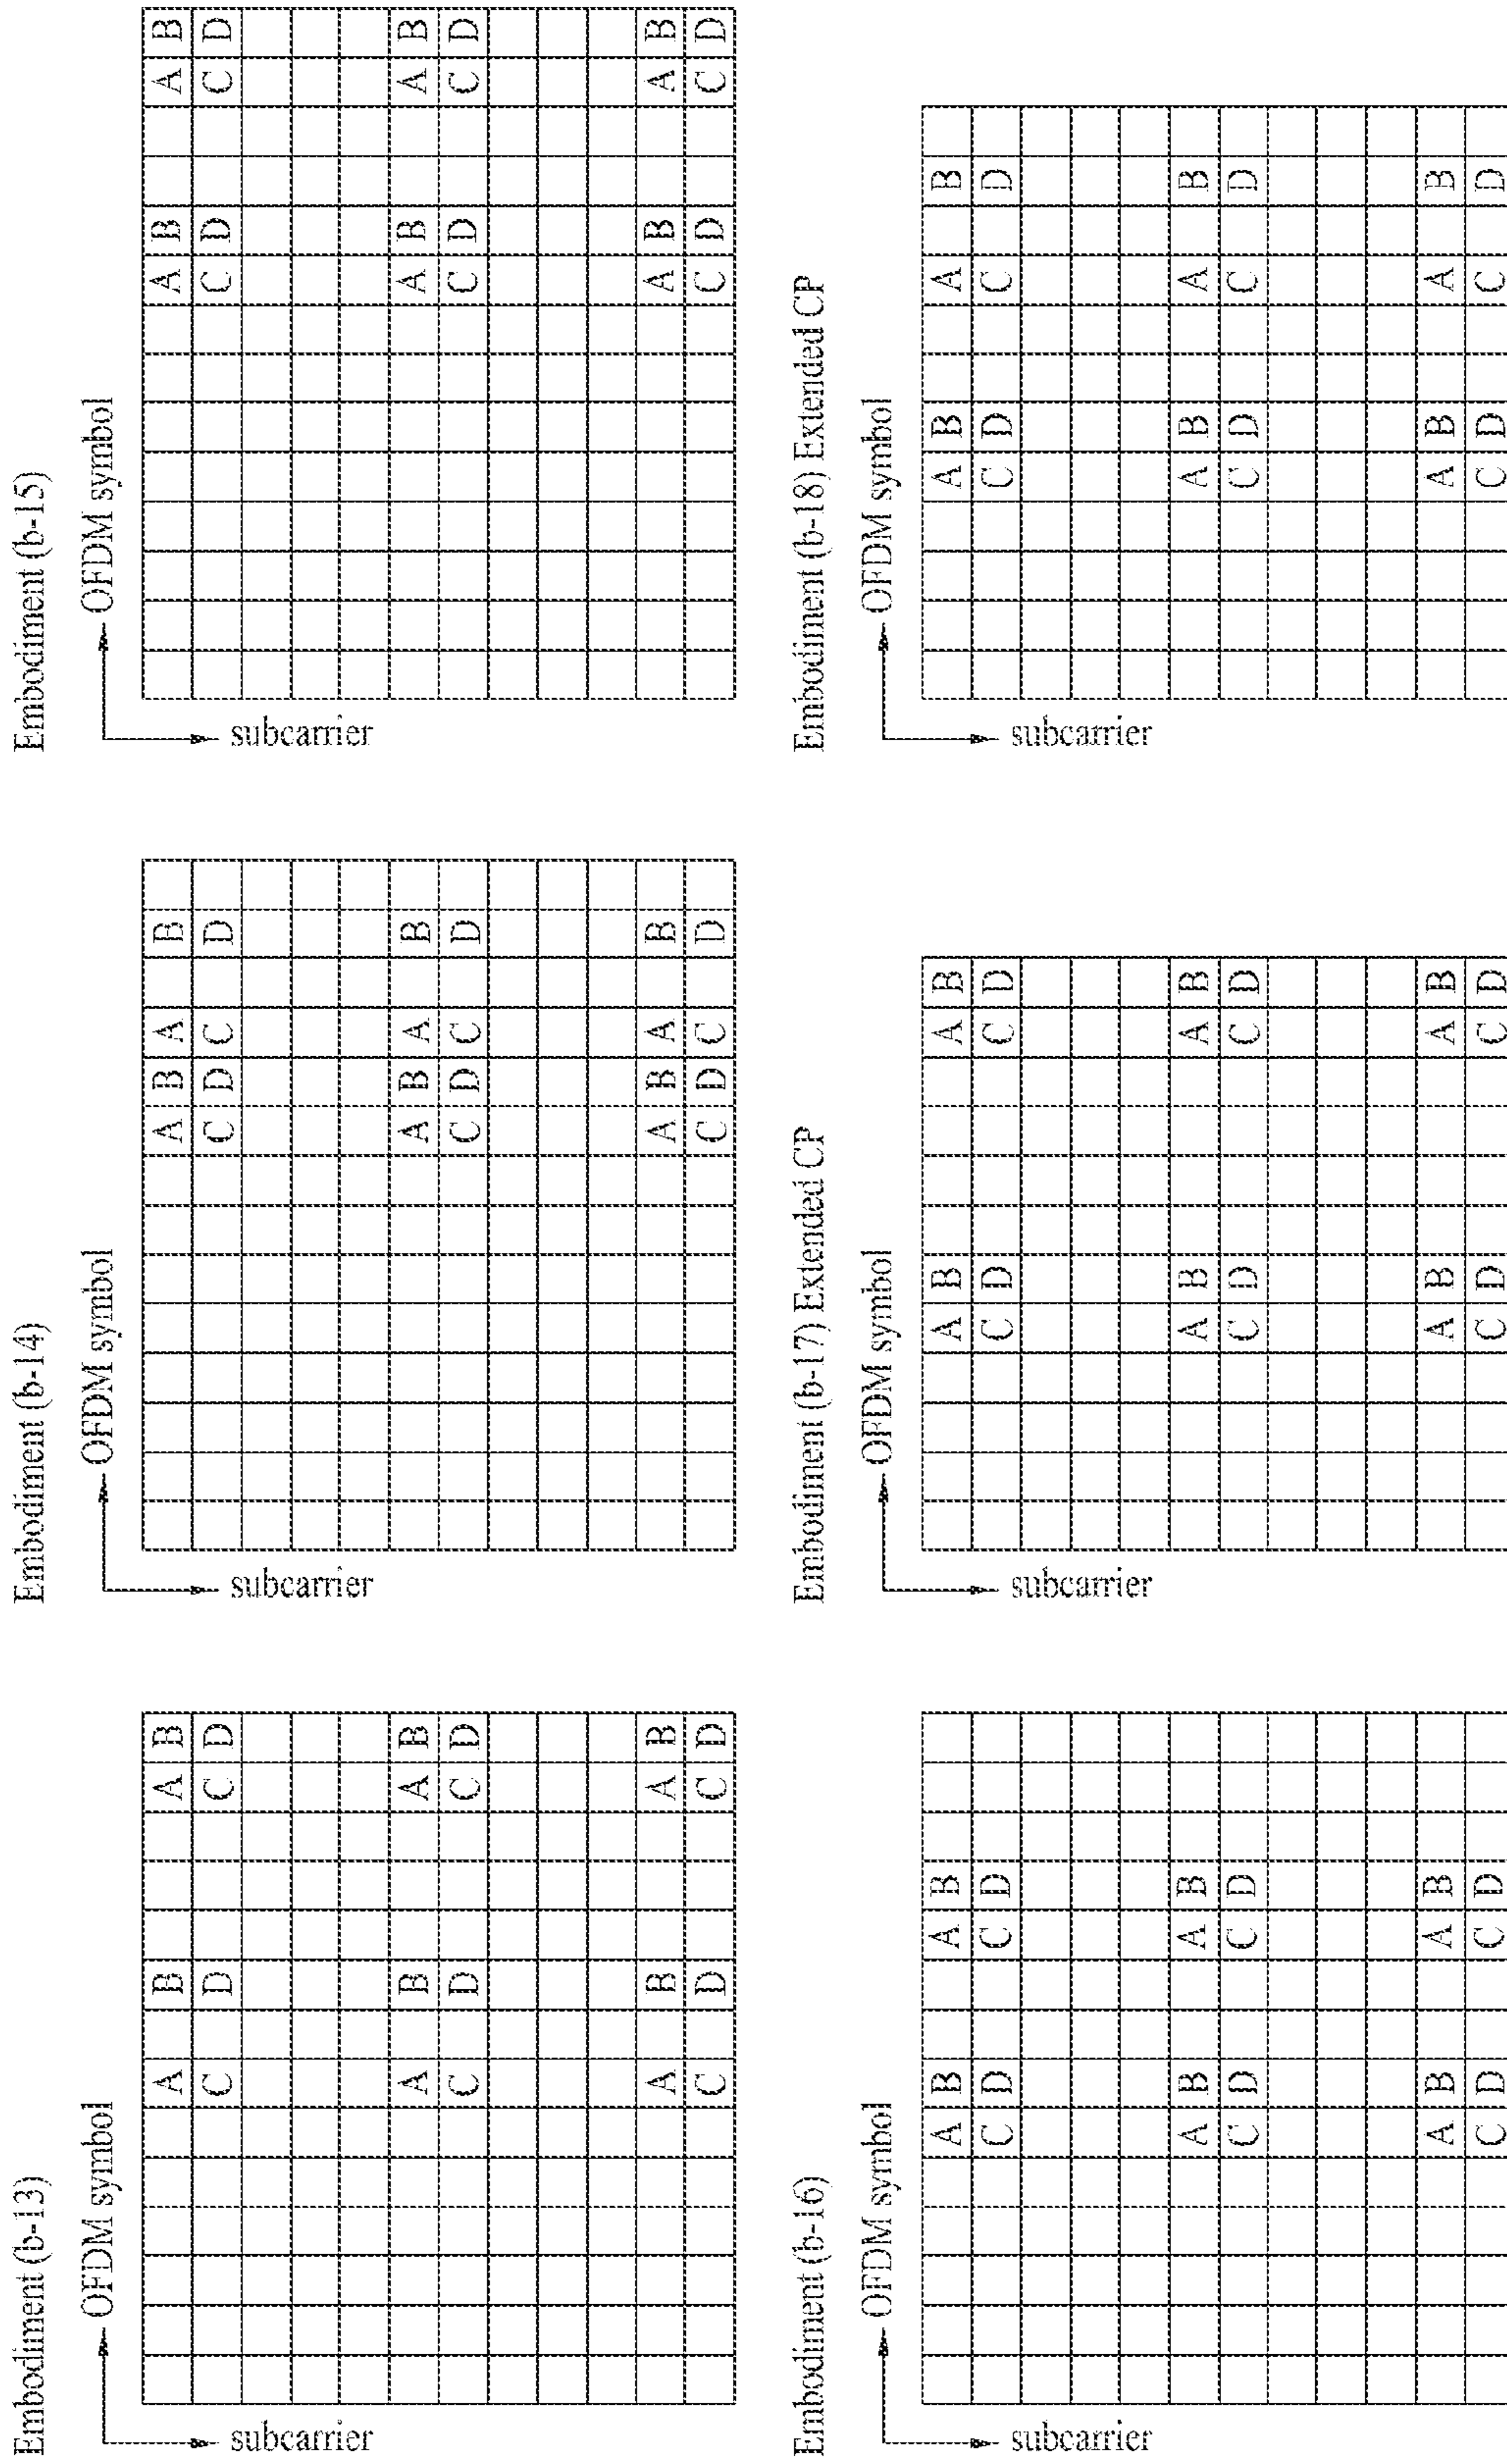 Embodiment (b-13)
OFDM symbol
subcarrier
A B A B
C D C D
A B A B
C D C D
A B A B
C D C D
Embodiment (b-14)
OFDM symbol
subcarrier
A B A B
C D C D
A B A B
C D C D
A B A B
C D C D
Embodiment (b-15)
OFDM symbol
subcarrier
A B A B
C D C D
A B A B
C D C D
A B A B
C D C D
Embodiment (b-16)
OFDM symbol
subcarrier
A B A B
C D C D
A B A B
C D C D
A B A B
C D C D
Embodiment (b-17) Extended CP
OFDM symbol
subcarrier
A B A B
C D C D
A B A B
C D C D
A B A B
C D C D
Embodiment (b-18) Extended CP
OFDM symbol
subcarrier
A B A B
C D C D
A B A B
C D C D
A B A B
C D C D